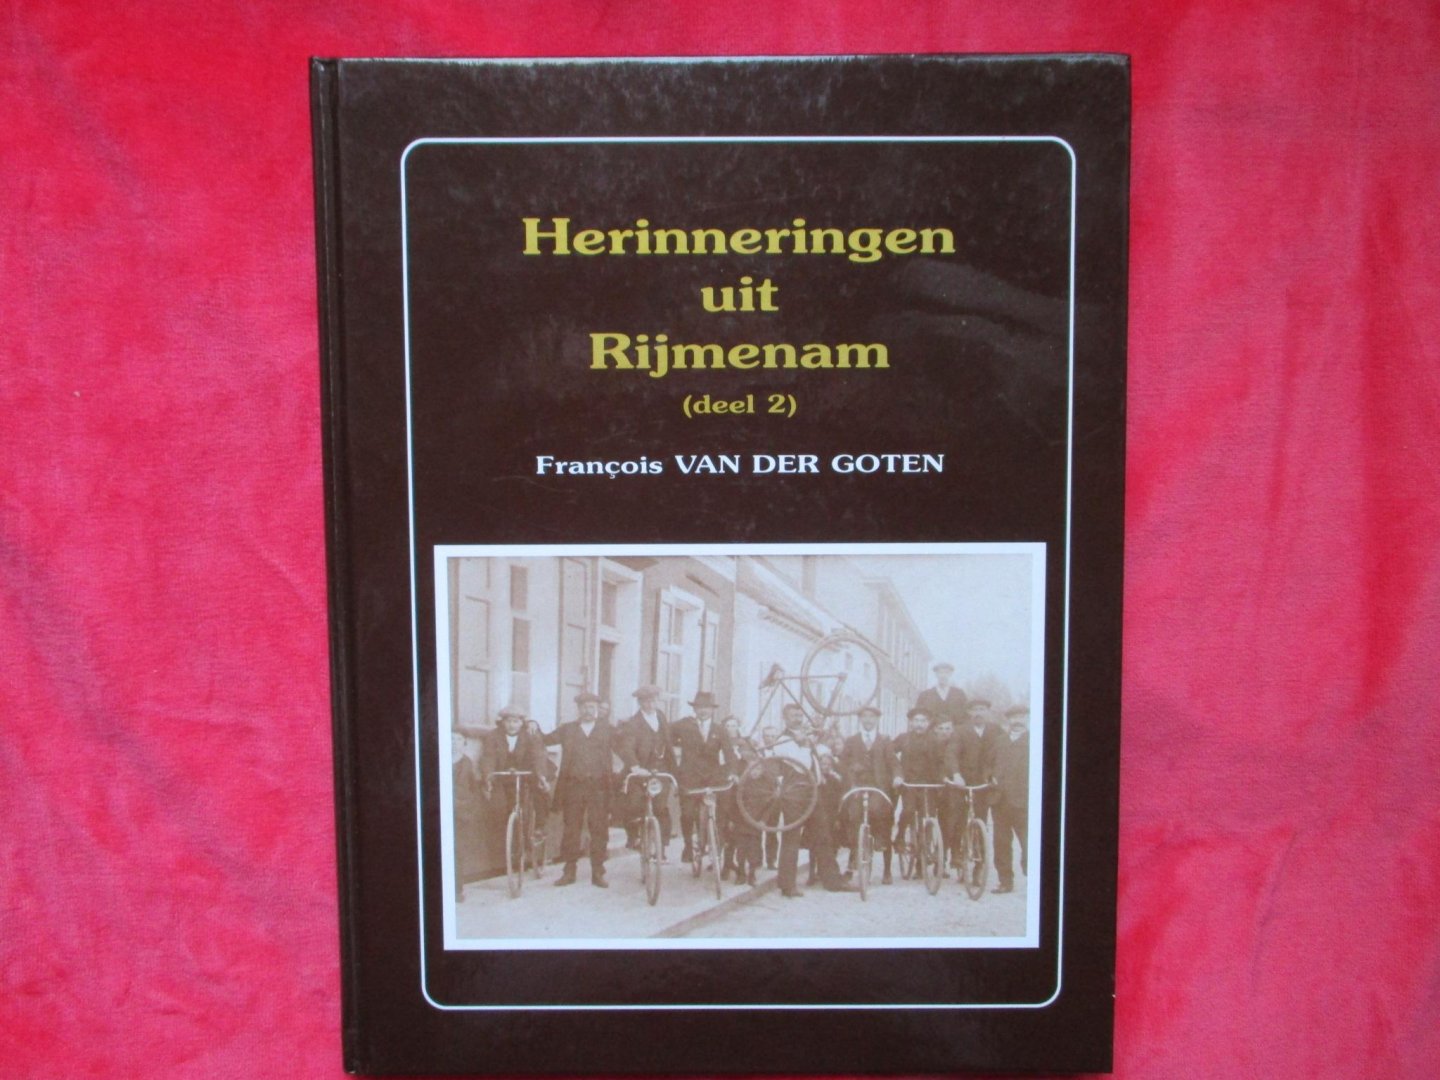 Herinneringen
uit
Rijmenam
(deel 2)
François VAN DER GOTEN